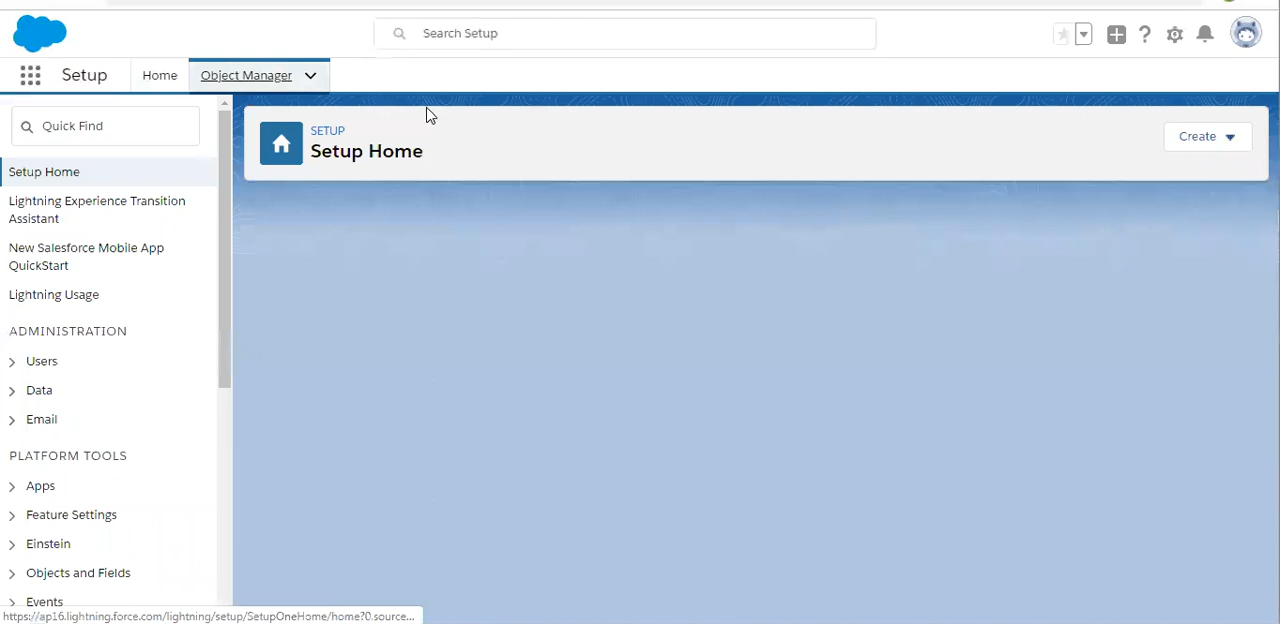 Search Setup
Setup
Home
Object Manager
Quick Find
SETUP
Setup Home
Create
Setup Home
Lightning Experience Transition
Assistant
New Salesforce Mobile App
QuickStart
Lightning Usage
ADMINISTRATION
Users
Data
Email
PLATFORM TOOLS
Apps
Feature Settings
Einstein
Objects and Fields
Events
https://ap16.lightning.force.com/lightning/setup/SetupOneHome/home?0.source...